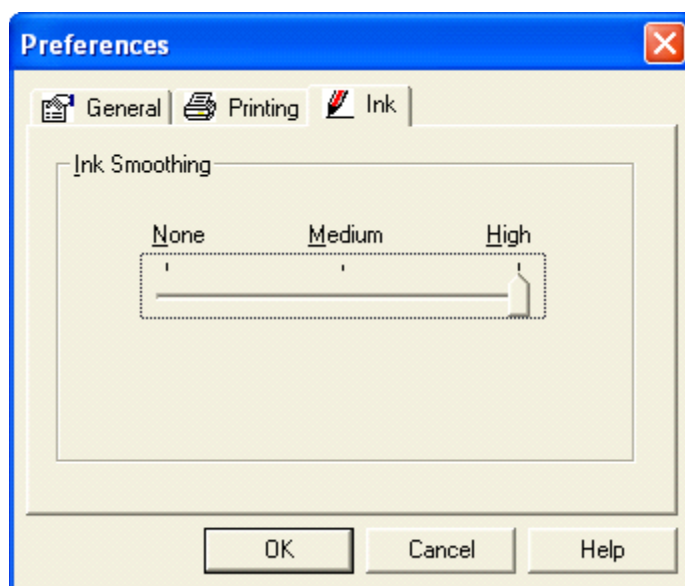 Preferences
General Printing Ink
Ink Smoothing
None Medium High
OK Cancel Help